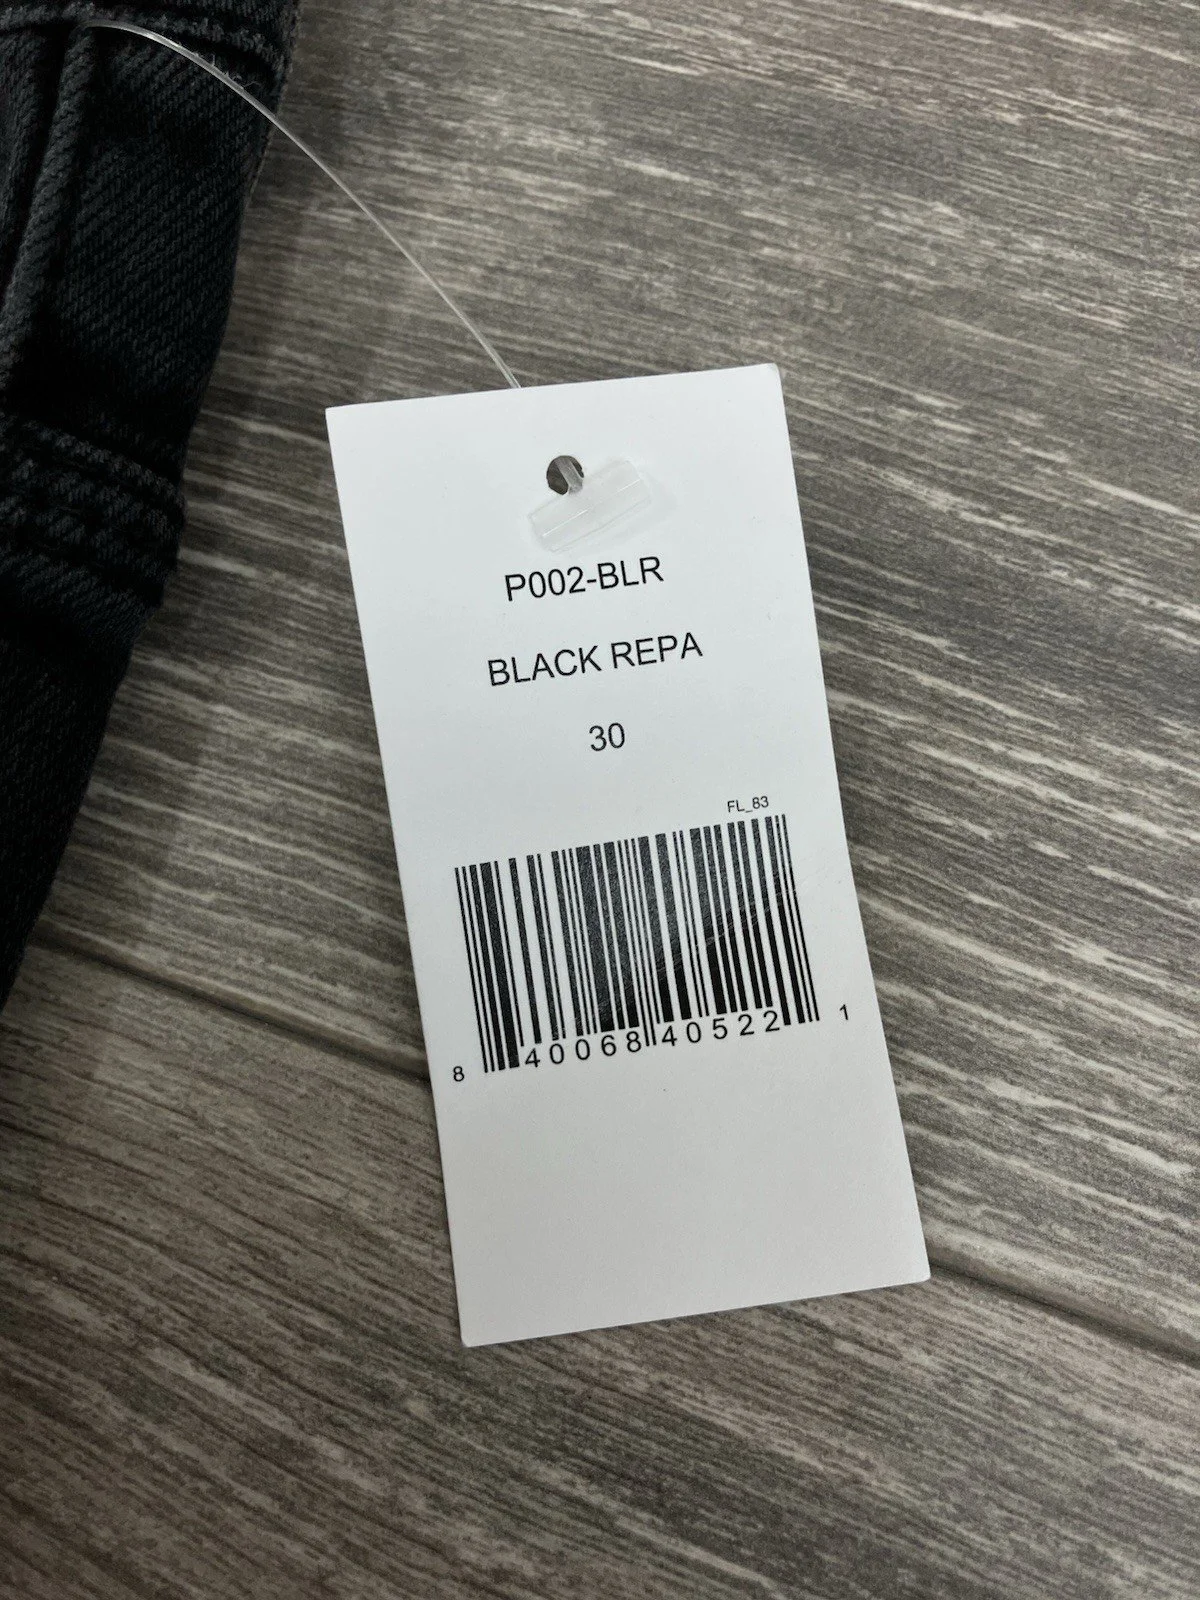 P002-BLR
BLACK REPA
30
FL_83
8 40068 40522 1